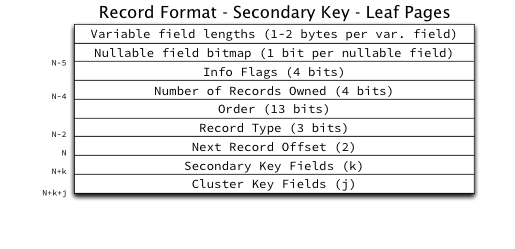 Record Format - Secondary Key - Leaf Pages
Variable field lengths (1-2 bytes per var. field)
Nullable field bitmap (1 bit per nullable field)
N-5
Info Flags (4 bits)
Number of Records Owned (4 bits)
N-4
Order (13 bits)
Record Type (3 bits)
N-2
Next Record Offset (2)
N
Secondary Key Fields (k)
N+k
Cluster Key Fields (j)
N+k+j